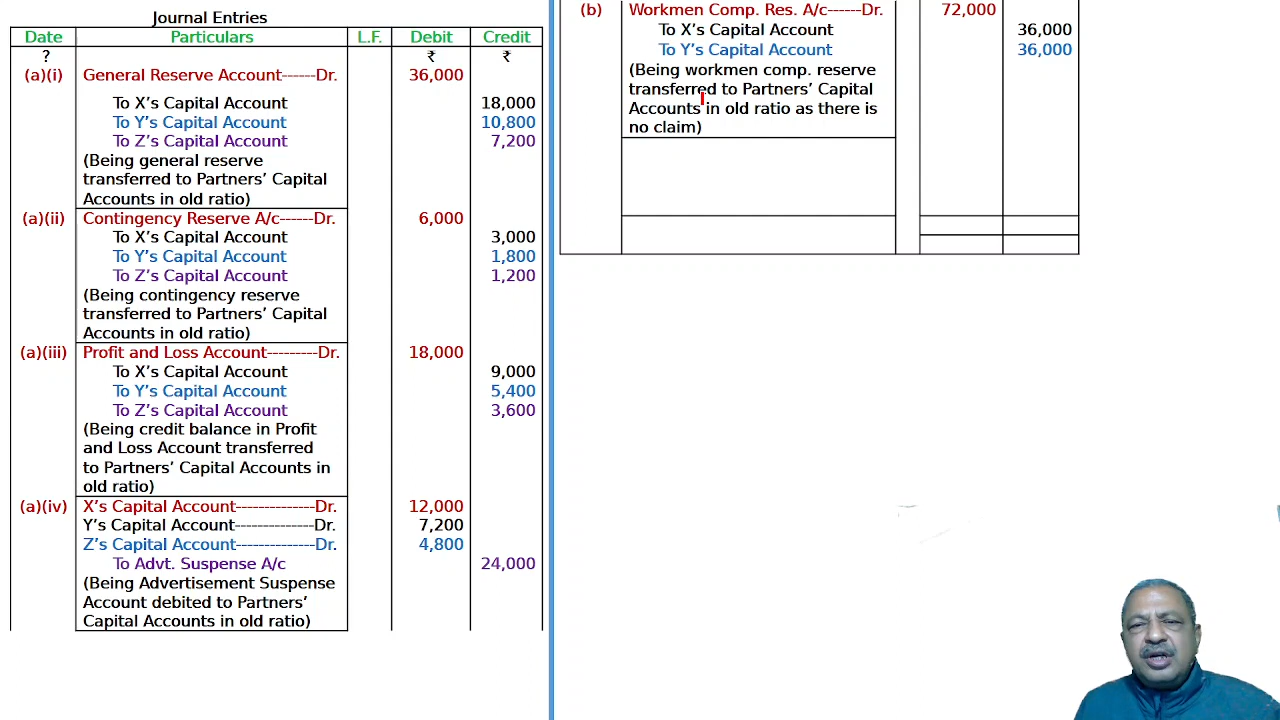 Journal Entries
Date Particulars L.F. Debit Credit
? ₹ ₹
(a)(i) General Reserve Account------Dr. 36,000
To X’s Capital Account 18,000
To Y’s Capital Account 10,800
To Z’s Capital Account 7,200
(Being general reserve
transferred to Partners’ Capital
Accounts in old ratio)
(a)(ii) Contingency Reserve A/c------Dr. 6,000
To X’s Capital Account 3,000
To Y’s Capital Account 1,800
To Z’s Capital Account 1,200
(Being contingency reserve
transferred to Partners’ Capital
Accounts in old ratio)
(a)(iii) Profit and Loss Account---------Dr. 18,000
To X’s Capital Account 9,000
To Y’s Capital Account 5,400
To Z’s Capital Account 3,600
(Being credit balance in Profit
and Loss Account transferred
to Partners’ Capital Accounts in
old ratio)
(a)(iv) X’s Capital Account--------------Dr. 12,000
Y’s Capital Account--------------Dr. 7,200
Z’s Capital Account--------------Dr. 4,800
To Advt. Suspense A/c 24,000
(Being Advertisement Suspense
Account debited to Partners’
Capital Accounts in old ratio)
(b) Workmen Comp. Res. A/c------Dr. 72,000
To X’s Capital Account 36,000
To Y’s Capital Account 36,000
(Being workmen comp. reserve
transferred to Partners’ Capital
Accounts in old ratio as there is
no claim)